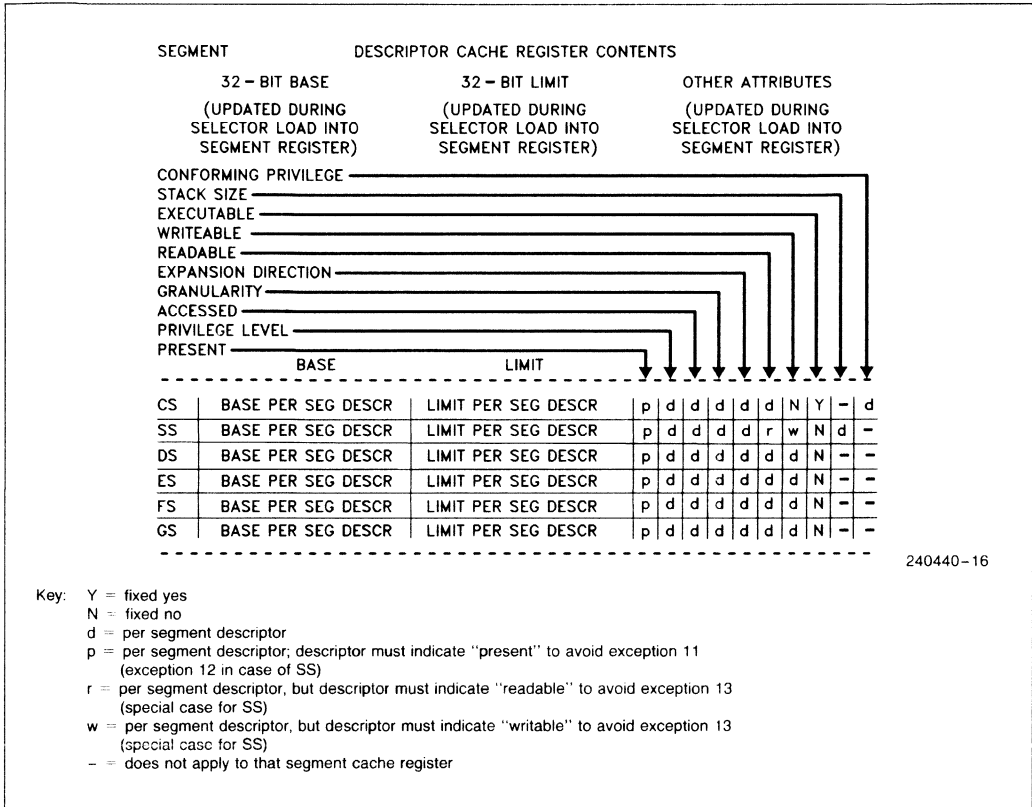 SEGMENT DESCRIPTOR CACHE REGISTER CONTENTS
32 – BIT BASE 32 – BIT LIMIT OTHER ATTRIBUTES
(UPDATED DURING (UPDATED DURING (UPDATED DURING
SELECTOR LOAD INTO SELECTOR LOAD INTO SELECTOR LOAD INTO
SEGMENT REGISTER) SEGMENT REGISTER) SEGMENT REGISTER)
CONFORMING PRIVILEGE
STACK SIZE
EXECUTABLE
WRITEABLE
READABLE
EXPANSION DIRECTION
GRANULARITY
ACCESSED
PRIVILEGE LEVEL
PRESENT
BASE LIMIT
CS BASE PER SEG DESCR LIMIT PER SEG DESCR p d d d d d N Y – d
SS BASE PER SEG DESCR LIMIT PER SEG DESCR p d d d d r w N d –
DS BASE PER SEG DESCR LIMIT PER SEG DESCR p d d d d d d N – –
ES BASE PER SEG DESCR LIMIT PER SEG DESCR p d d d d d d N – –
FS BASE PER SEG DESCR LIMIT PER SEG DESCR p d d d d d d N – –
GS BASE PER SEG DESCR LIMIT PER SEG DESCR p d d d d d d N – –
240440–16
Key: Y = fixed yes
N = fixed no
d = per segment descriptor
p = per segment descriptor; descriptor must indicate ''present'' to avoid exception 11
(exception 12 in case of SS)
r = per segment descriptor, but descriptor must indicate ''readable'' to avoid exception 13
(special case for SS)
w = per segment descriptor, but descriptor must indicate ''writable'' to avoid exception 13
(special case for SS)
– = does not apply to that segment cache register